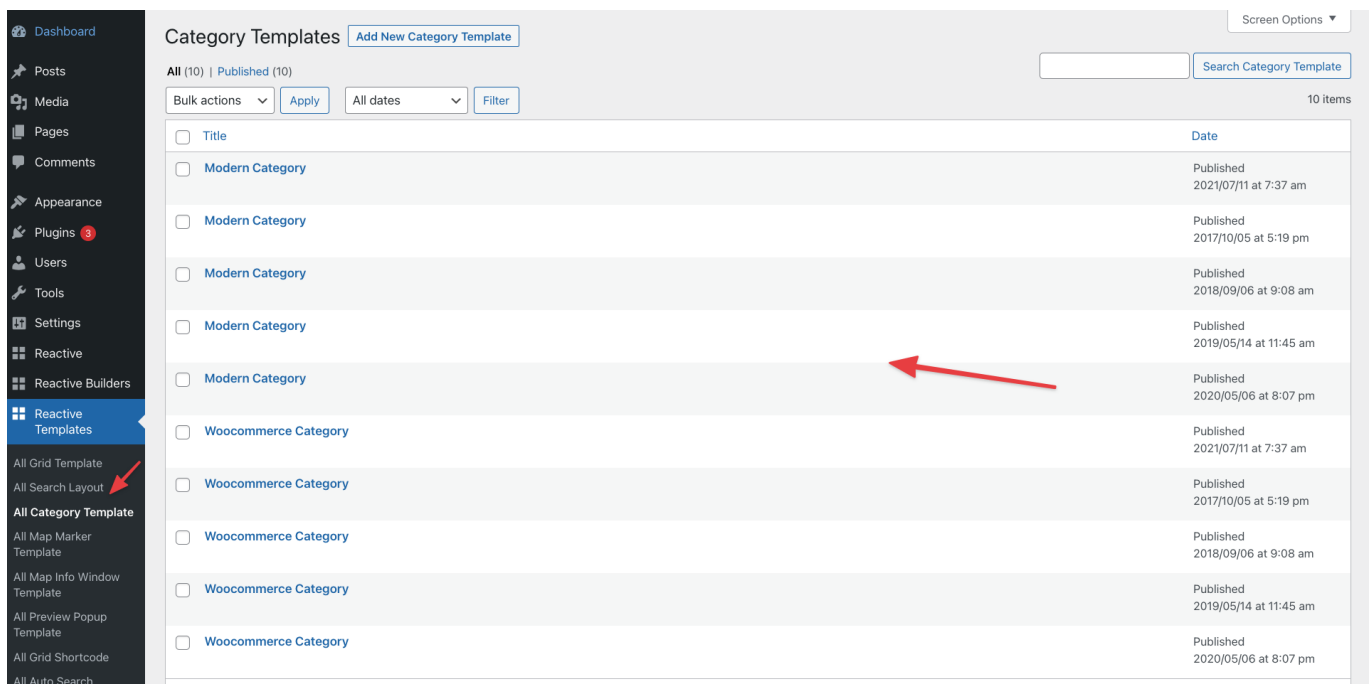 Dashboard
Posts
Media
Pages
Comments
Appearance
Plugins 3
Users
Tools
Settings
Reactive
Reactive Builders
Reactive
Templates
All Grid Template
All Search Layout
All Category Template
All Map Marker
Template
All Map Info Window
Template
All Preview Popup
Template
All Grid Shortcode
All Auto Search
Screen Options ▼
Category Templates Add New Category Template
All (10) | Published (10)
Search Category Template
Bulk actions Apply All dates Filter
10 items
Title Date
Modern Category Published
2021/07/11 at 7:37 am
Modern Category Published
2017/10/05 at 5:19 pm
Modern Category Published
2018/09/06 at 9:08 am
Modern Category Published
2019/05/14 at 11:45 am
Modern Category Published
2020/05/06 at 8:07 pm
Woocommerce Category Published
2021/07/11 at 7:37 am
Woocommerce Category Published
2017/10/05 at 5:19 pm
Woocommerce Category Published
2018/09/06 at 9:08 am
Woocommerce Category Published
2019/05/14 at 11:45 am
Woocommerce Category Published
2020/05/06 at 8:07 pm